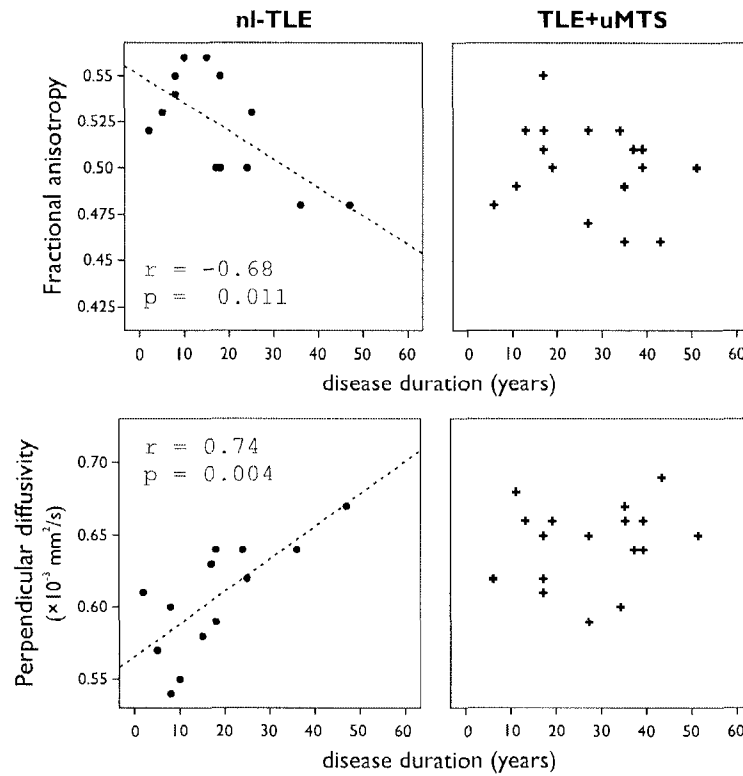 nl-TLE
TLE+uMTS
Fractional anisotropy
0.55
0.525
0.50
0.475
0.45
0.425
r = -0.68
p = 0.011
0 10 20 30 40 50 60
0 10 20 30 40 50 60
disease duration (years)
Perpendicular diffusivity
(×10⁻³ mm²/s)
0.70
0.65
0.60
0.55
r = 0.74
p = 0.004
0 10 20 30 40 50 60
0 10 20 30 40 50 60
disease duration (years)